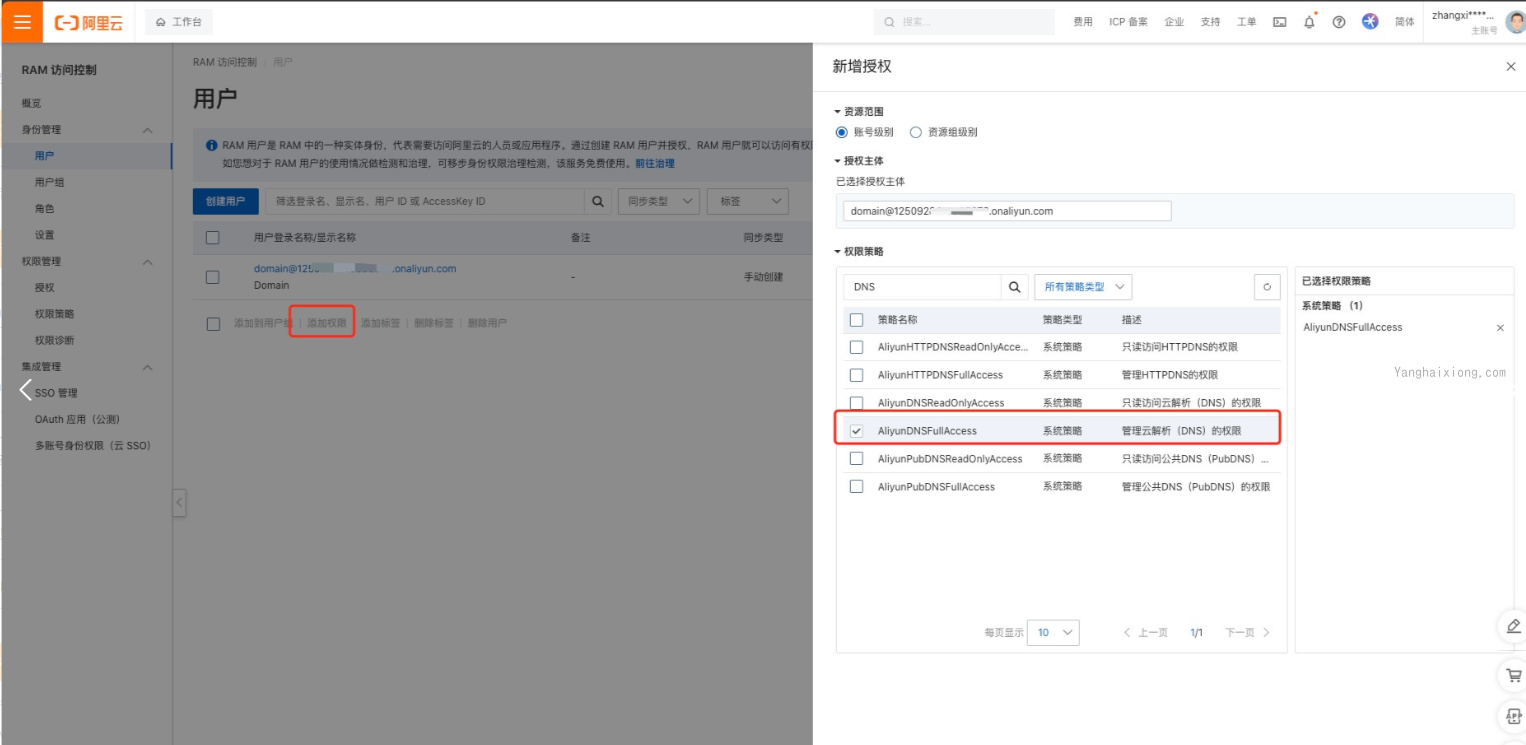 阿里云
工作台
搜索...
费用
ICP 备案
企业
支持
工单
简体
zhangxi****...
主账号
RAM 访问控制
概览
身份管理
用户
用户组
角色
设置
权限管理
授权
权限策略
权限诊断
集成管理
SSO 管理
OAuth 应用（公测）
多账号身份权限（云 SSO）
RAM 访问控制 / 用户
用户
RAM 用户是 RAM 中的一种实体身份，代表需要访问阿里云的人员或应用程序。通过创建 RAM 用户并授权，RAM 用户就可以访问有权
如您想对于 RAM 用户的使用情况做检测和治理，可移步身份权限治理检测，该服务免费使用。前往治理
创建用户
筛选登录名、显示名、用户 ID 或 AccessKey ID
同步类型
标签
用户登录名称/显示名称
备注
同步类型
domain@125 .onaliyun.com
Domain
-
手动创建
添加到用户组
添加权限
添加标签
删除标签
删除用户
新增授权
资源范围
账号级别
资源组级别
授权主体
已选择授权主体
domain@125092 .onaliyun.com
权限策略
DNS
所有策略类型
策略名称 策略类型 描述
AliyunHTTPDNSReadOnlyAcce... 系统策略 只读访问HTTPDNS的权限
AliyunHTTPDNSFullAccess 系统策略 管理HTTPDNS的权限
AliyunDNSReadOnlyAccess 系统策略 只读访问云解析（DNS）的权限
AliyunDNSFullAccess 系统策略 管理云解析（DNS）的权限
AliyunPubDNSReadOnlyAccess 系统策略 只读访问公共DNS（PubDNS）...
AliyunPubDNSFullAccess 系统策略 管理公共DNS（PubDNS）的权限
每页显示 10
上一页 1/1 下一页
已选择权限策略
系统策略 （1）
AliyunDNSFullAccess
Yanghaixiong.com